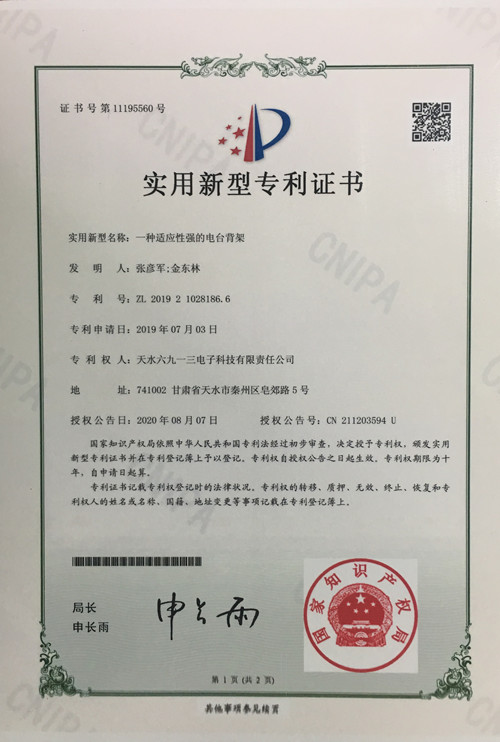 证书号第11195560号
实用新型专利证书
实用新型名称：一种适应性强的电台背架
发 明 人：张彦军;金东林
专 利 号：ZL 2019 2 1028186.6
专利申请日：2019年07月03日
专 利 权 人：天水六九一三电子科技有限责任公司
地 址：741002 甘肃省天水市秦州区皂郊路5号
授权公告日：2020年08月07日 授权公告号：CN 211203594 U
国家知识产权局依照中华人民共和国专利法经过初步审查，决定授予专利权，颁发实用
新型专利证书并在专利登记簿上予以登记。专利权自授权公告之日起生效。专利权期限为十
年，自申请日起算。
专利证书记载专利权登记时的法律状况。专利权的转移、质押、无效、终止、恢复和专
利权人的姓名或名称、国籍、地址变更等事项记载在专利登记簿上。
局长
申长雨
申长雨
国家知识产权局
第1页(共2页)
其他事项参见续页
CNIPA
CNIPA
CNIPA
CNIPA